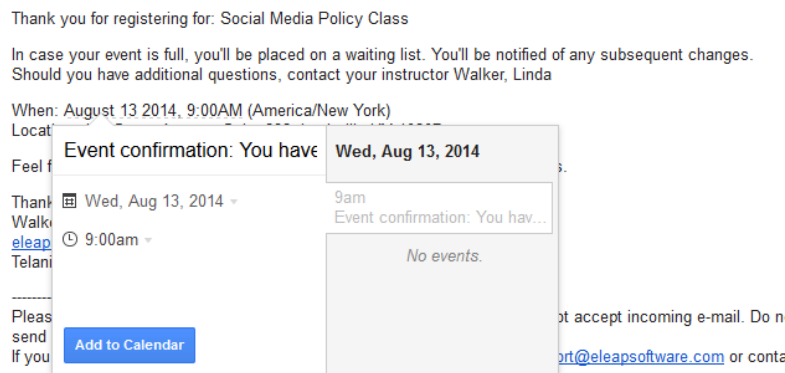 Thank you for registering for: Social Media Policy Class
In case your event is full, you'll be placed on a waiting list. You'll be notified of any subsequent changes.
Should you have additional questions, contact your instructor Walker, Linda
When: August 13 2014, 9:00AM (America/New York)
Locat
Feel f
s.
Thank
Walke
eleap
Telani
Event confirmation: You have
Wed, Aug 13, 2014
9:00am
Add to Calendar
Wed, Aug 13, 2014
9am
Event confirmation: You hav...
No events.
----------
Pleas
ot accept incoming e-mail. Do n
send
If you
ort@eleapsoftware.com or conta